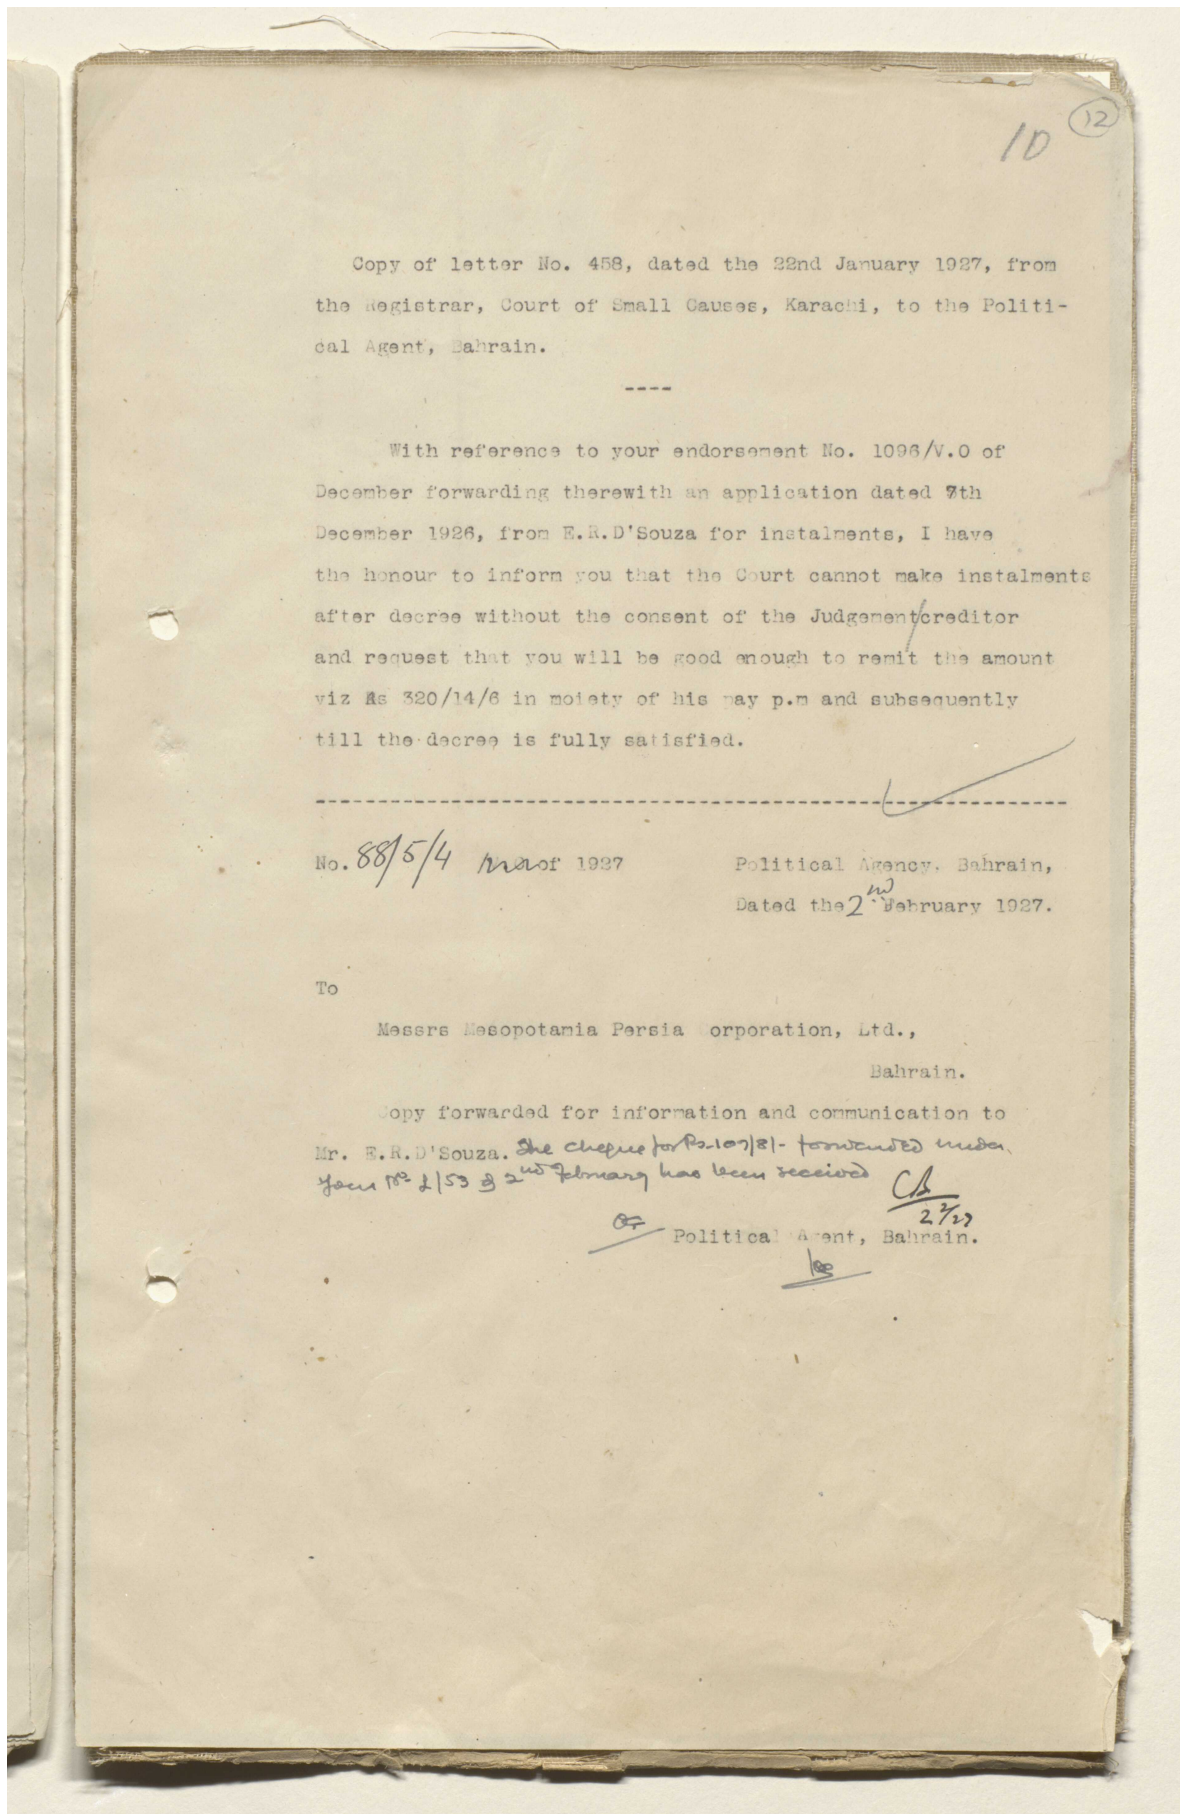 12
10
Copy of letter No. 458, dated the 22nd January 1927, from
the Registrar, Court of Small Causes, Karachi, to the Politi-
cal Agent, Bahrain.
----
With reference to your endorsement No. 1096/V.O of
December forwarding therewith an application dated 7th
December 1926, from E.R.D'Souza for instalments, I have
the honour to inform you that the Court cannot make instalments
after decree without the consent of the Judgement/creditor
and request that you will be good enough to remit the amount
viz Rs 320/14/6 in moiety of his pay p.m and subsequently
till the decree is fully satisfied.
No. 88/5/4 of 1927 Political Agency, Bahrain,
Dated the 2nd February 1927.
To
Messrs Mesopotamia Persia Corporation, Ltd.,
Bahrain.
Copy forwarded for information and communication to
Mr. E.R.D'Souza. The cheque for Rs. 107/8/- forwarded under
your No L/53 of 2nd February has been received
CB
2/2/27
Political Agent, Bahrain.